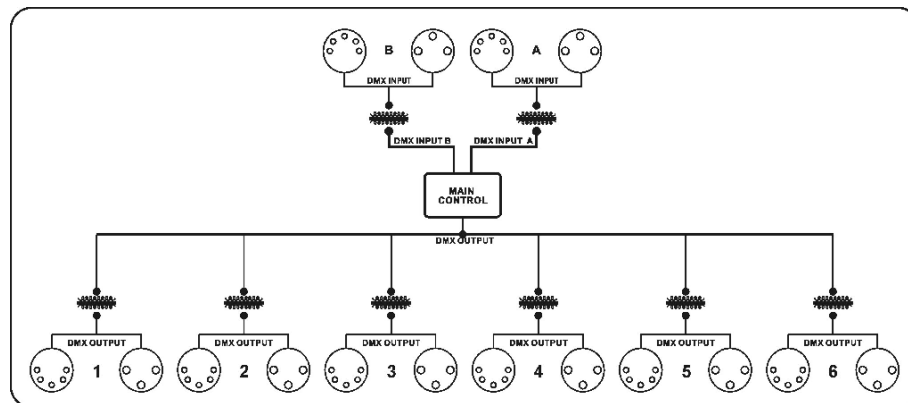 B
A
DMX INPUT
DMX INPUT
DMX INPUT B
DMX INPUT A
MAIN
CONTROL
DMX OUTPUT
DMX OUTPUT
DMX OUTPUT
DMX OUTPUT
DMX OUTPUT
DMX OUTPUT
DMX OUTPUT
1
2
3
4
5
6